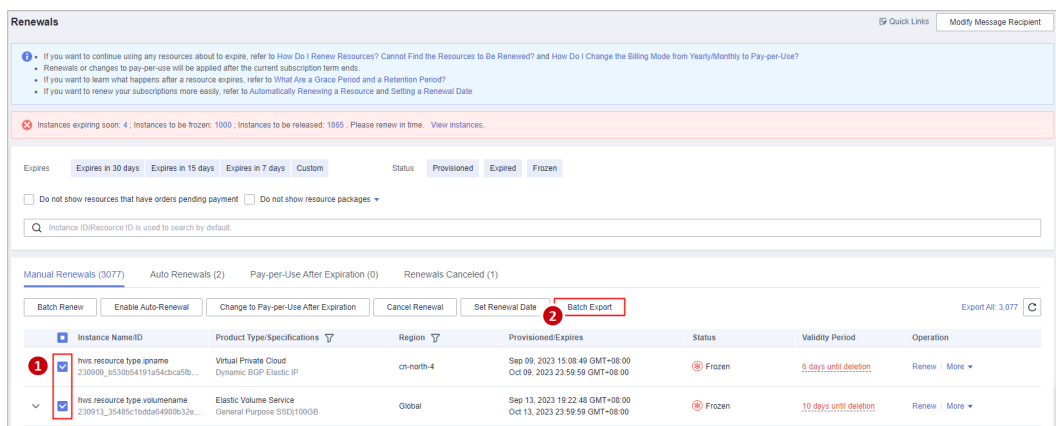 Renewals
Quick Links
Modify Message Recipient
If you want to continue using any resources about to expire, refer to How Do I Renew Resources? Cannot Find the Resources to Be Renewed? and How Do I Change the Billing Mode from Yearly/Monthly to Pay-per-Use?
Renewals or changes to pay-per-use will be applied after the current subscription term ends.
If you want to learn what happens after a resource expires, refer to What Are a Grace Period and a Retention Period?
If you want to renew your subscriptions more easily, refer to Automatically Renewing a Resource and Setting a Renewal Date
Instances expiring soon: 4 ; Instances to be frozen: 1000 ; Instances to be released: 1865 . Please renew in time. View instances.
Expires Expires in 30 days Expires in 15 days Expires in 7 days Custom Status Provisioned Expired Frozen
Do not show resources that have orders pending payment Do not show resource packages
Instance ID/Resource ID is used to search by default.
Manual Renewals (3077) Auto Renewals (2) Pay-per-Use After Expiration (0) Renewals Canceled (1)
Batch Renew Enable Auto-Renewal Change to Pay-per-Use After Expiration Cancel Renewal Set Renewal Date 2 Batch Export Export All: 3,077
Instance Name/ID Product Type/Specifications Region Provisioned/Expires Status Validity Period Operation
1
hws.resource.type.ipname Virtual Private Cloud cn-north-4 Sep 09, 2023 15:08:49 GMT+08:00 Frozen 6 days until deletion Renew More
230909_b530b54191a54cbca5fb... Dynamic BGP Elastic IP Oct 09, 2023 23:59:59 GMT+08:00
hws.resource.type.volumename Elastic Volume Service Global Sep 13, 2023 19:22:48 GMT+08:00 Frozen 10 days until deletion Renew More
230913_35485c1bdda64980b32e... General Purpose SSD|100GB Oct 13, 2023 23:59:59 GMT+08:00